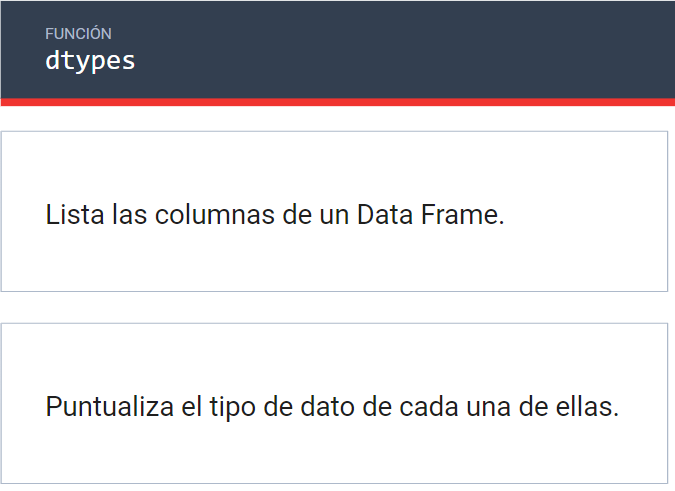 FUNCIÓN
dtypes
Lista las columnas de un Data Frame.
Puntualiza el tipo de dato de cada una de ellas.